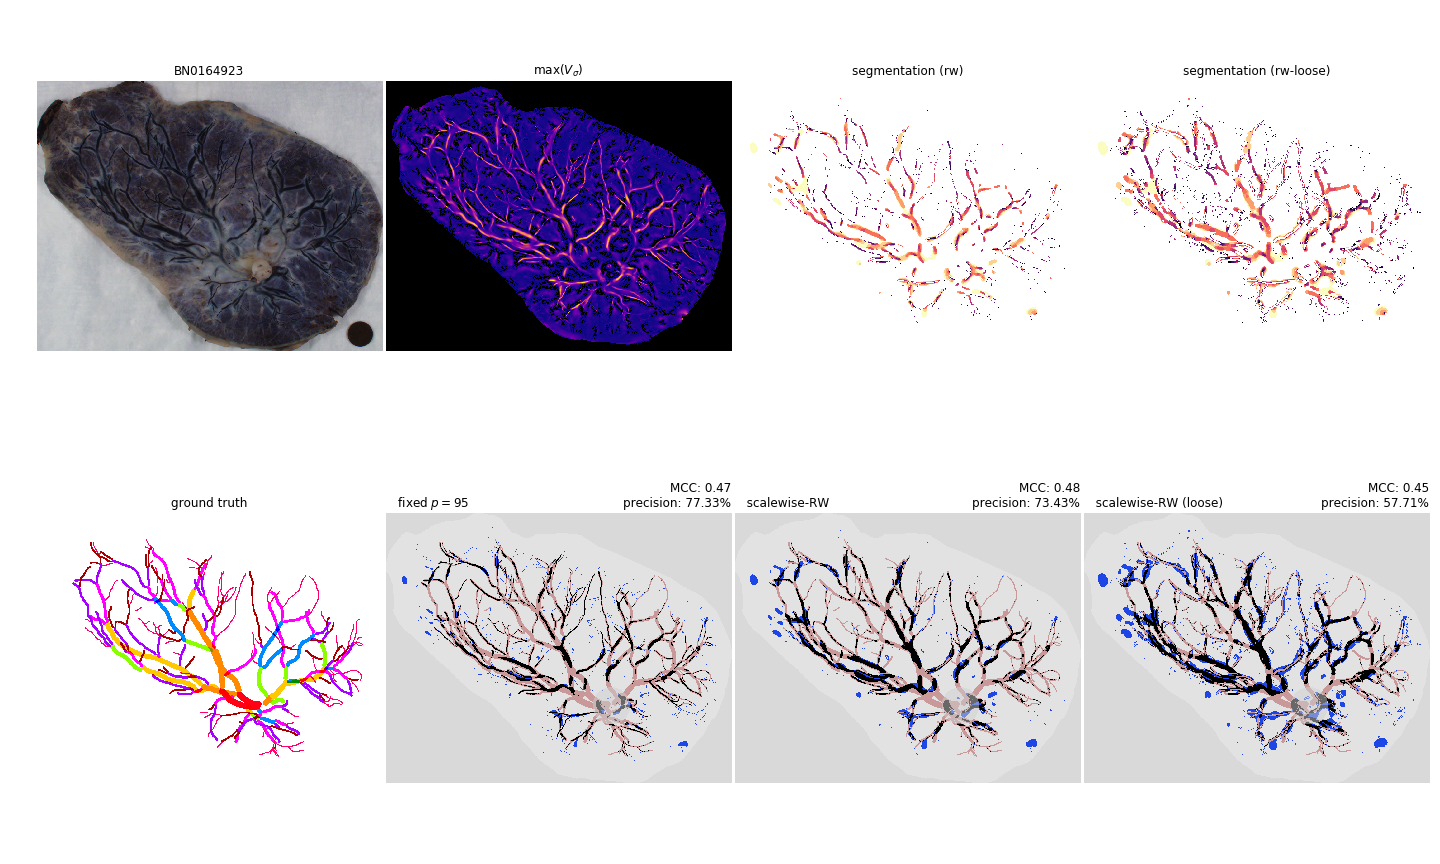 BN0164923
max(V_σ)
segmentation (rw)
segmentation (rw-loose)
ground truth
fixed p = 95
MCC: 0.47
precision: 77.33%
scalewise-RW
MCC: 0.48
precision: 73.43%
scalewise-RW (loose)
MCC: 0.45
precision: 57.71%